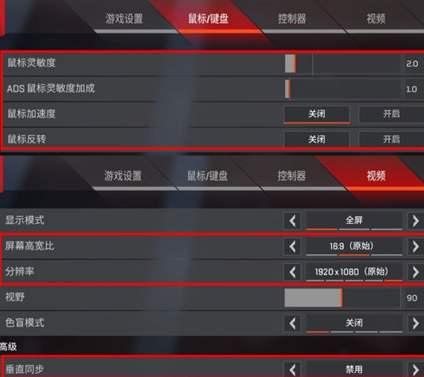 游戏设置 鼠标/键盘 控制器 视频
鼠标灵敏度 2.0
ADS 鼠标灵敏度加成 1.0
鼠标加速度 关闭 开启
鼠标反转 关闭 开启
游戏设置 鼠标/键盘 控制器 视频
显示模式 全屏
屏幕高宽比 16:9（原始）
分辨率 1920 x 1080（原始）
视野 90
色盲模式 关闭
高级
垂直同步 禁用